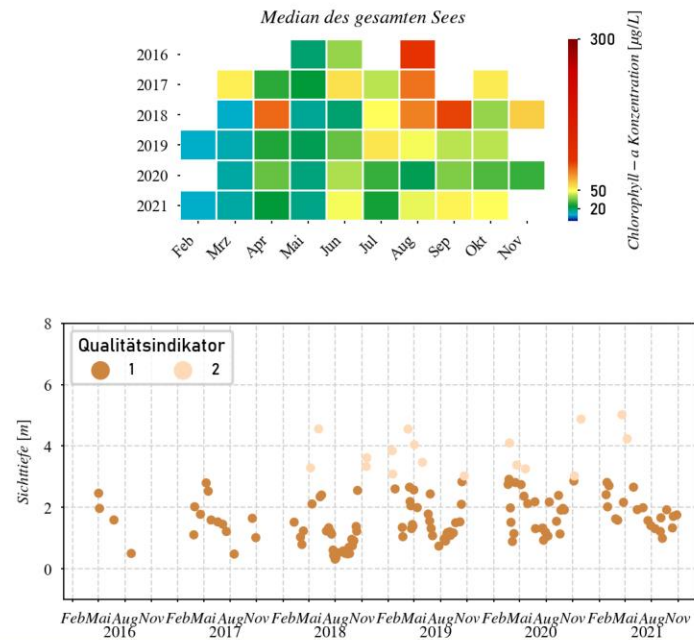 Median des gesamten Sees
2016
2017
2018
2019
2020
2021
Feb Mrz Apr Mai Jun Jul Aug Sep Okt Nov
300
50
20
Chlorophyll – a Konzentration [µg/L]
8
6
4
2
0
Sichttiefe [m]
Qualitätsindikator
1 2
Feb Mai Aug Nov Feb Mai Aug Nov Feb Mai Aug Nov Feb Mai Aug Nov Feb Mai Aug Nov Feb Mai Aug Nov
2016 2017 2018 2019 2020 2021